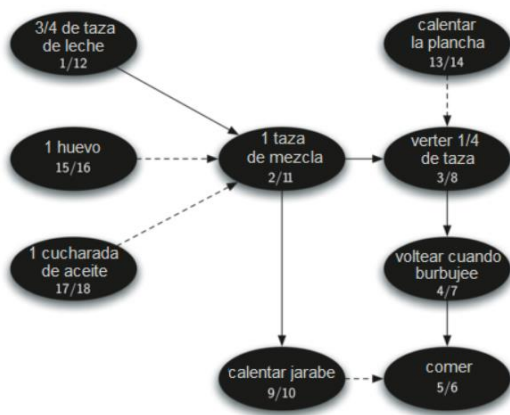 3/4 de taza
de leche
1/12
calentar
la plancha
13/14
1 huevo
15/16
1 taza
de mezcla
2/11
verter 1/4
de taza
3/8
1 cucharada
de aceite
17/18
voltear cuando
burbujee
4/7
calentar jarabe
9/10
comer
5/6